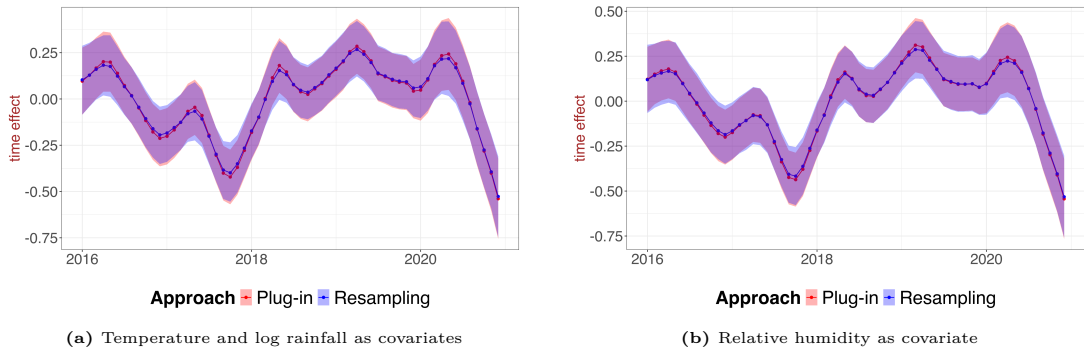 0.25
0.00
-0.25
-0.50
-0.75
time effect
2016
2018
2020
Approach Plug-in Resampling
(a) Temperature and log rainfall as covariates
0.50
0.25
0.00
-0.25
-0.50
-0.75
time effect
2016
2018
2020
Approach Plug-in Resampling
(b) Relative humidity as covariate